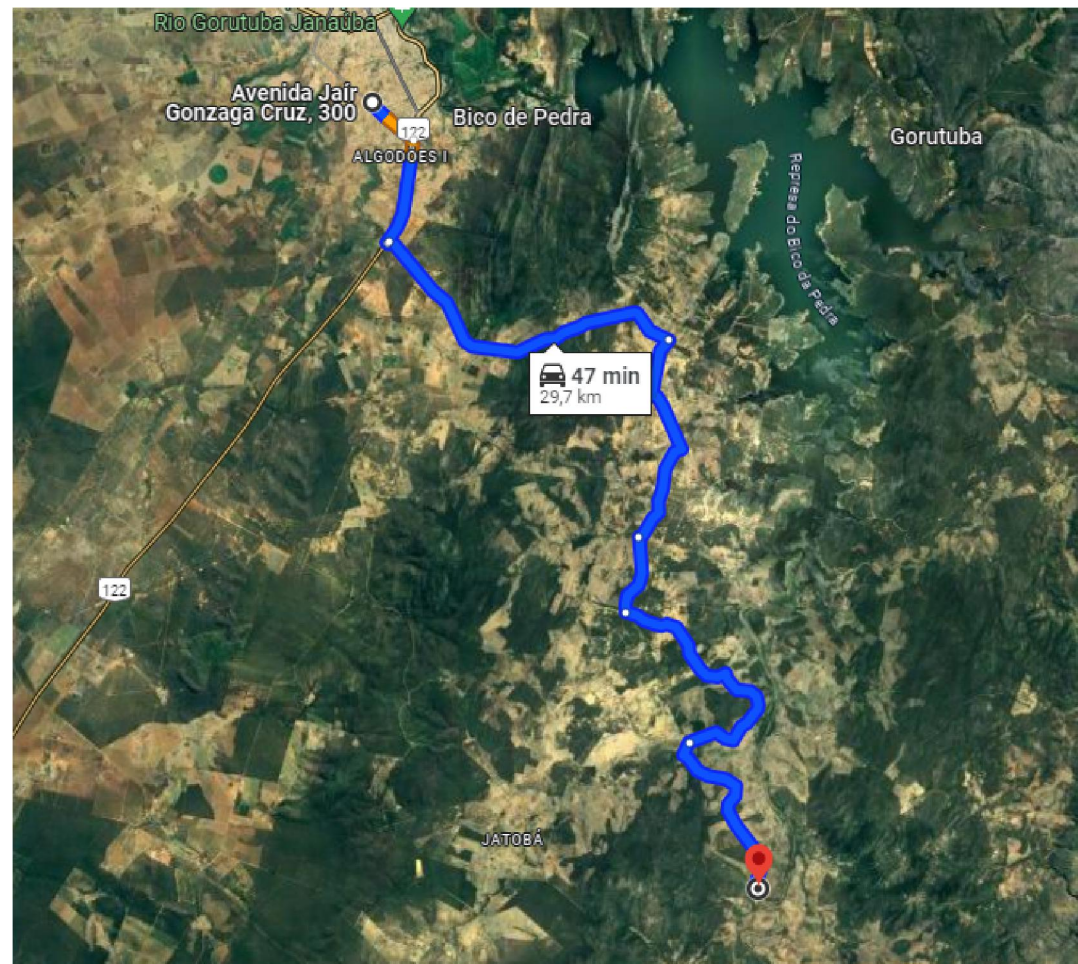 Rio Gorutuba Janaúba
Avenida Jaír
Gonzaga Cruz, 300
122
Bico de Pedra
ALGODÕES I
Gorutuba
Represa do Bico da Pedra
47 min
29,7 km
122
JATOBÁ